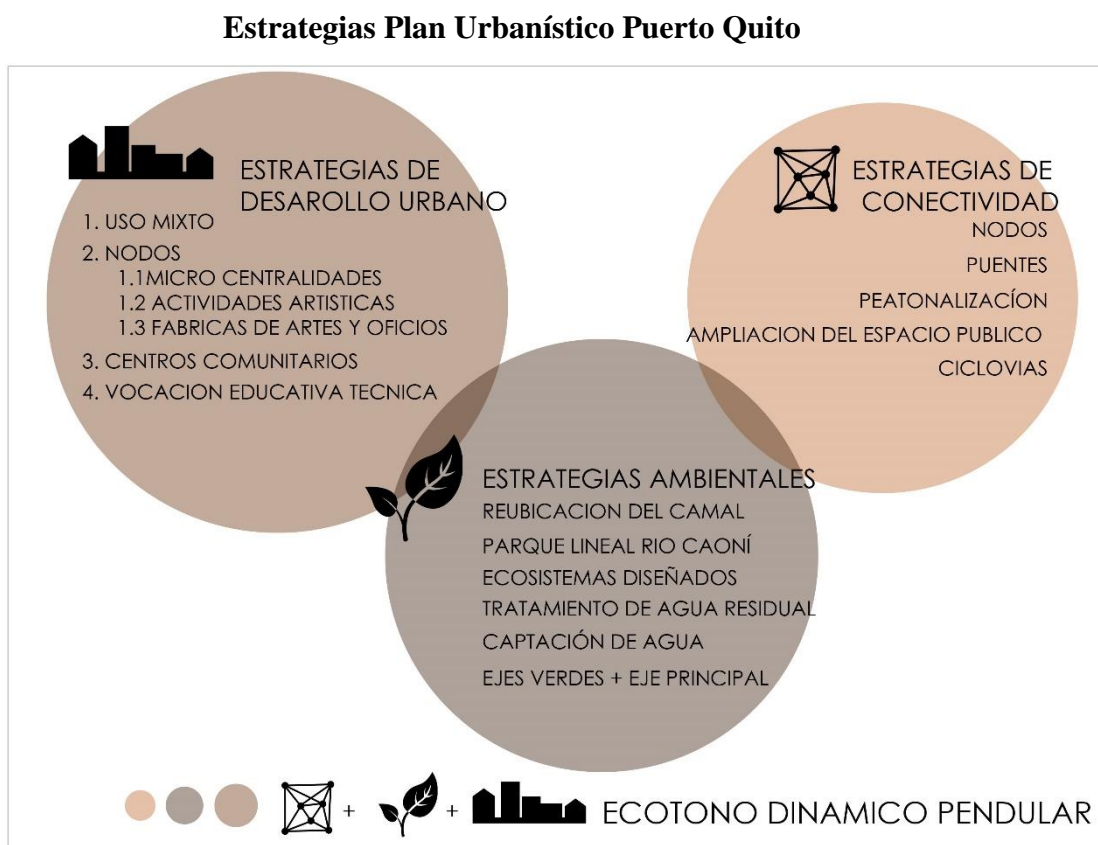 Estrategias Plan Urbanístico Puerto Quito
ESTRATEGIAS DE
DESAROLLO URBANO
1. USO MIXTO
2. NODOS
1.1MICRO CENTRALIDADES
1.2 ACTIVIDADES ARTISTICAS
1.3 FABRICAS DE ARTES Y OFICIOS
3. CENTROS COMUNITARIOS
4. VOCACION EDUCATIVA TECNICA
ESTRATEGIAS DE
CONECTIVIDAD
NODOS
PUENTES
PEATONALIZACÍON
AMPLIACION DEL ESPACIO PUBLICO
CICLOVIAS
ESTRATEGIAS AMBIENTALES
REUBICACION DEL CAMAL
PARQUE LINEAL RIO CAONÍ
ECOSISTEMAS DISEÑADOS
TRATAMIENTO DE AGUA RESIDUAL
CAPTACIÓN DE AGUA
EJES VERDES + EJE PRINCIPAL
+ + ECOTONO DINAMICO PENDULAR